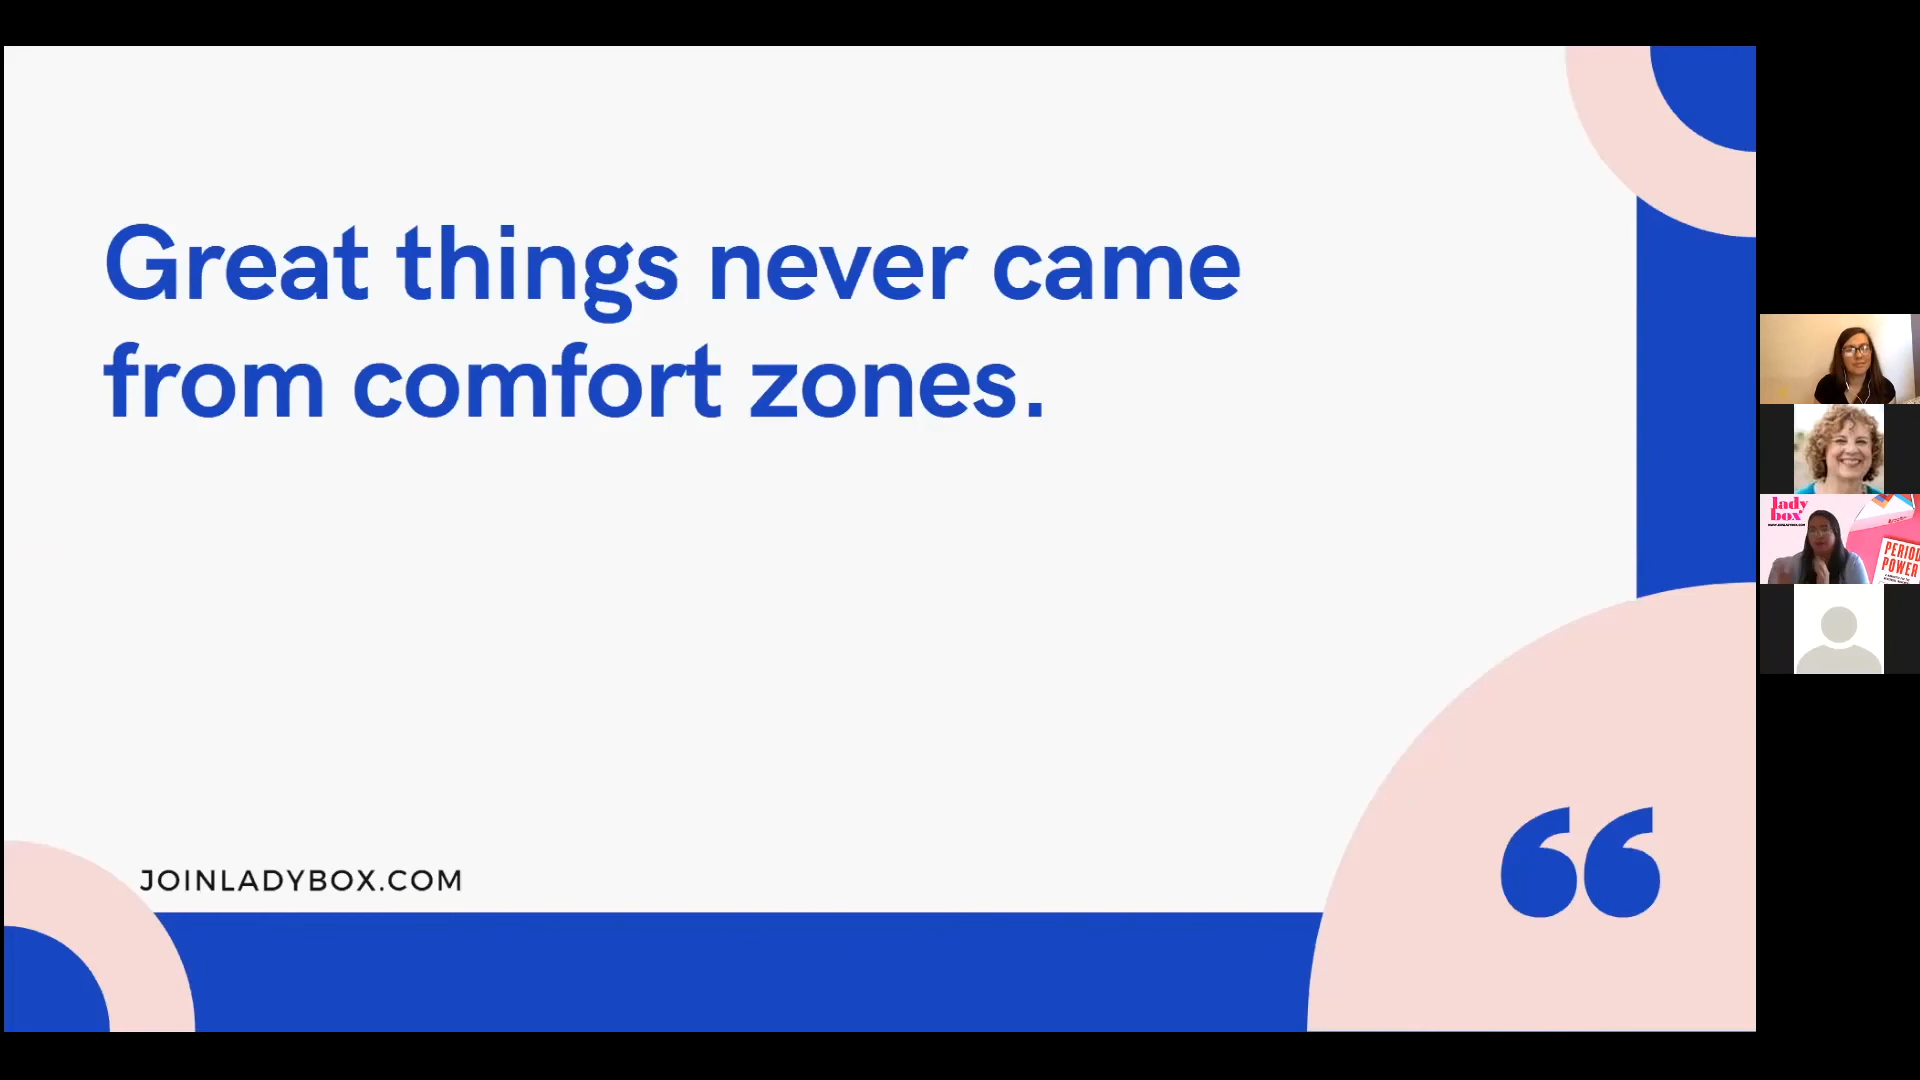 Great things never came
from comfort zones.
JOINLADYBOX.COM
lady
box
PERIOD
POWER